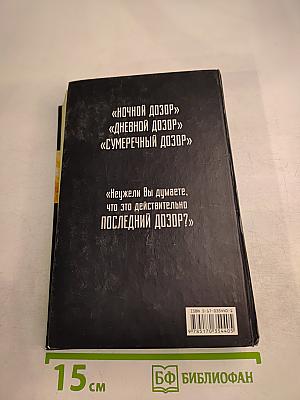 «НОЧНОЙ ДОЗОР»
«ДНЕВНОЙ ДОЗОР»
«СУМЕРЕЧНЫЙ ДОЗОР»
«Неужели Вы думаете,
что это действительно
ПОСЛЕДНИЙ ДОЗОР?»
15 см
БФ БИБЛИОФАН